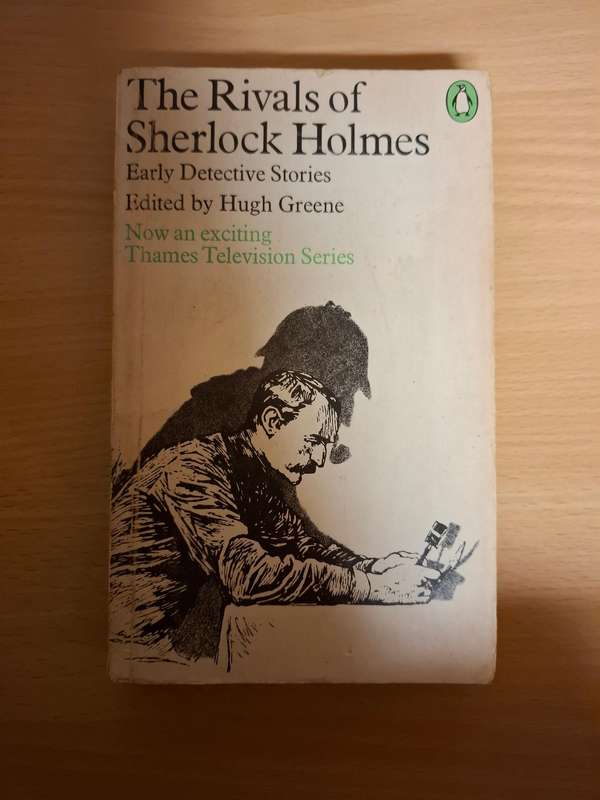 The Rivals of
Sherlock Holmes
Early Detective Stories
Edited by Hugh Greene
Now an exciting
Thames Television Series